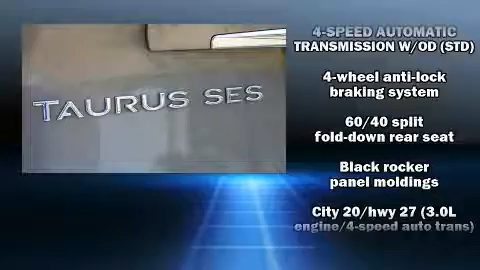 TAURUS SES
4-SPEED AUTOMATIC
TRANSMISSION W/OD (STD)
4-wheel anti-lock
braking system
60/40 split
fold-down rear seat
Black rocker
panel moldings
City 20/hwy 27 (3.0L
engine/4-speed auto trans)